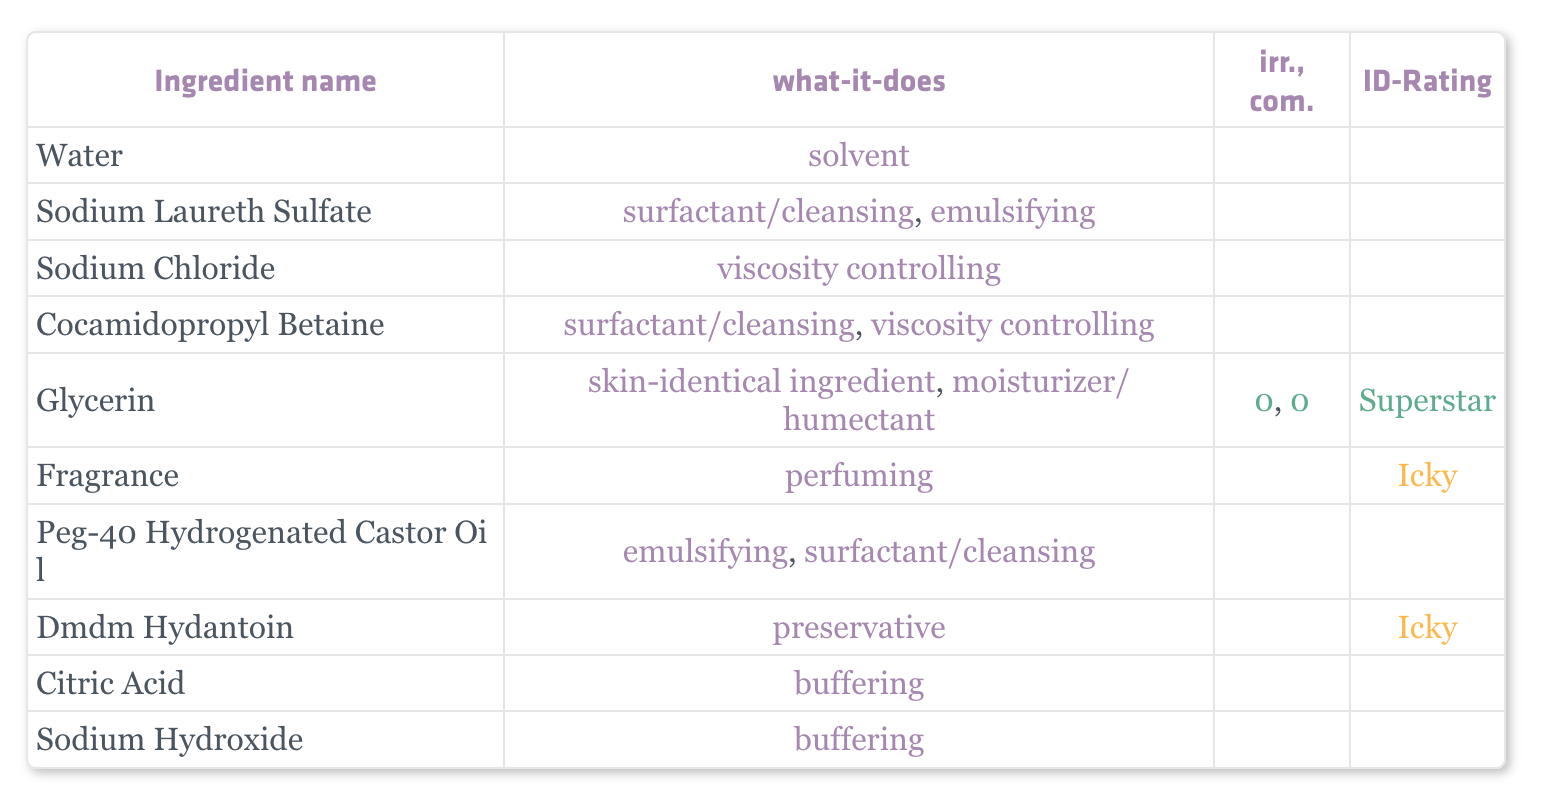 Ingredient name what-it-does irr., com. ID-Rating
Water solvent
Sodium Laureth Sulfate surfactant/cleansing, emulsifying
Sodium Chloride viscosity controlling
Cocamidopropyl Betaine surfactant/cleansing, viscosity controlling
Glycerin skin-identical ingredient, moisturizer/
humectant 0, 0 Superstar
Fragrance perfuming Icky
Peg-40 Hydrogenated Castor Oi
l emulsifying, surfactant/cleansing
Dmdm Hydantoin preservative Icky
Citric Acid buffering
Sodium Hydroxide buffering